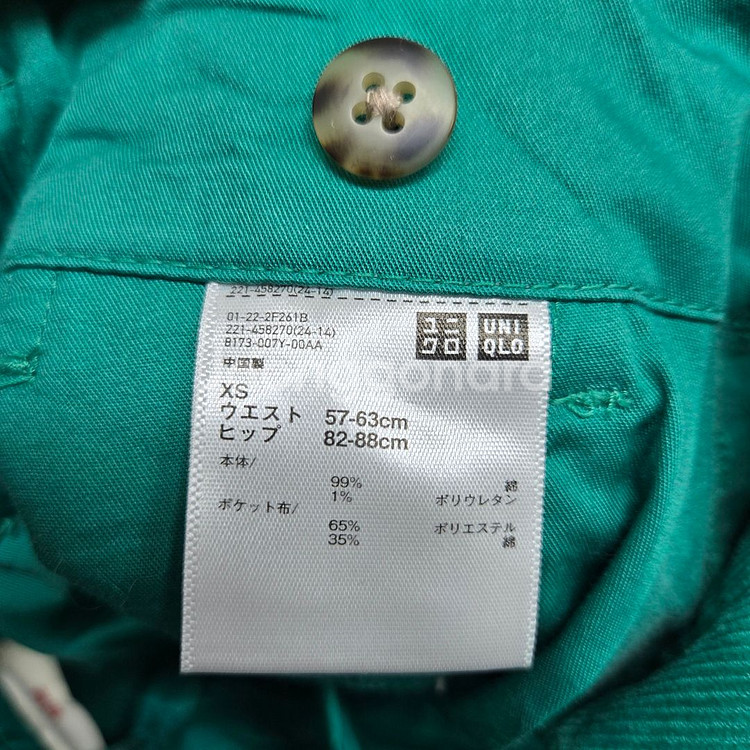 221-458270(24-14)
01-22-2F261B
221-458270(24-14)
8173-007Y-00AA
中国製
ユニ
クロ
UNI
QLO
XS
ウエスト 57-63cm
ヒップ 82-88cm
本体/
99% 綿
1% ポリウレタン
ポケット布/
65% ポリエステル
35% 綿